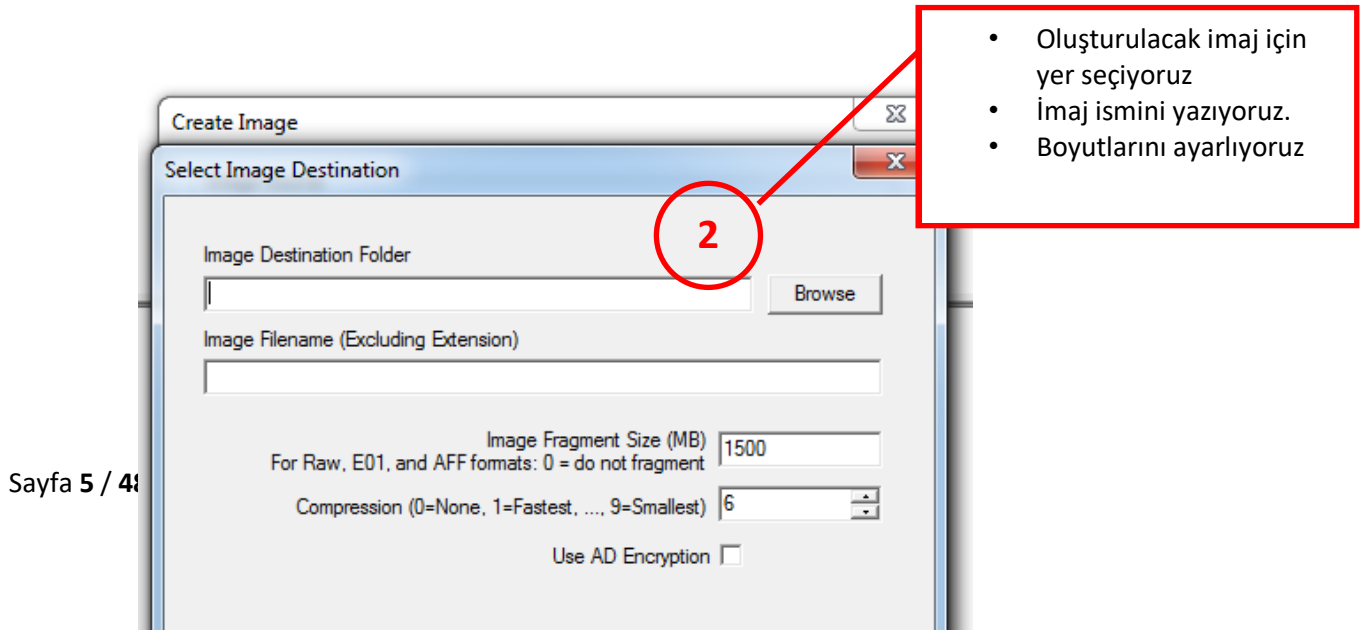 • Oluşturulacak imaj için
yer seçiyoruz
• İmaj ismini yazıyoruz.
• Boyutlarını ayarlıyoruz
Create Image
Select Image Destination
2
Image Destination Folder
Browse
Image Filename (Excluding Extension)
Image Fragment Size (MB)
For Raw, E01, and AFF formats: 0 = do not fragment
1500
Sayfa 5 / 48
Compression (0=None, 1=Fastest, ..., 9=Smallest)
6
Use AD Encryption